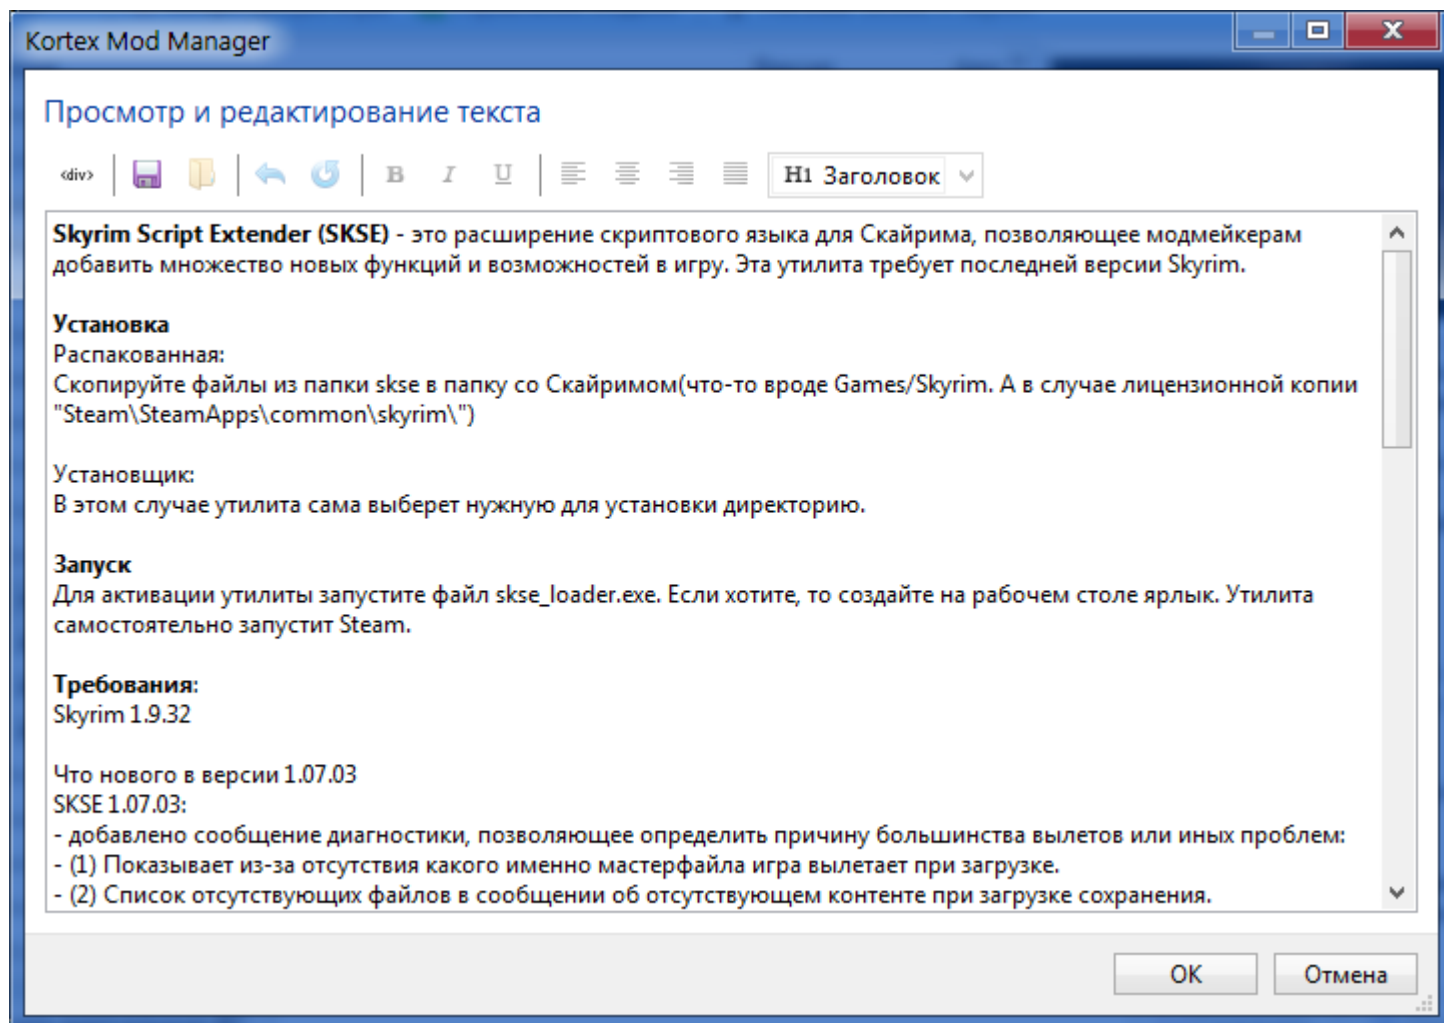 Kortex Mod Manager
Просмотр и редактирование текста
<div>
B I U
H1 Заголовок
Skyrim Script Extender (SKSE) - это расширение скриптового языка для Скайрима, позволяющее модмейкерам
добавить множество новых функций и возможностей в игру. Эта утилита требует последней версии Skyrim.
Установка
Распакованная:
Скопируйте файлы из папки skse в папку со Скайримом(что-то вроде Games/Skyrim. А в случае лицензионной копии
"Steam\SteamApps\common\skyrim\")
Установщик:
В этом случае утилита сама выберет нужную для установки директорию.
Запуск
Для активации утилиты запустите файл skse_loader.exe. Если хотите, то создайте на рабочем столе ярлык. Утилита
самостоятельно запустит Steam.
Требования:
Skyrim 1.9.32
Что нового в версии 1.07.03
SKSE 1.07.03:
- добавлено сообщение диагностики, позволяющее определить причину большинства вылетов или иных проблем:
- (1) Показывает из-за отсутствия какого именно мастерфайла игра вылетает при загрузке.
- (2) Список отсутствующих файлов в сообщении об отсутствующем контенте при загрузке сохранения.
OK
Отмена